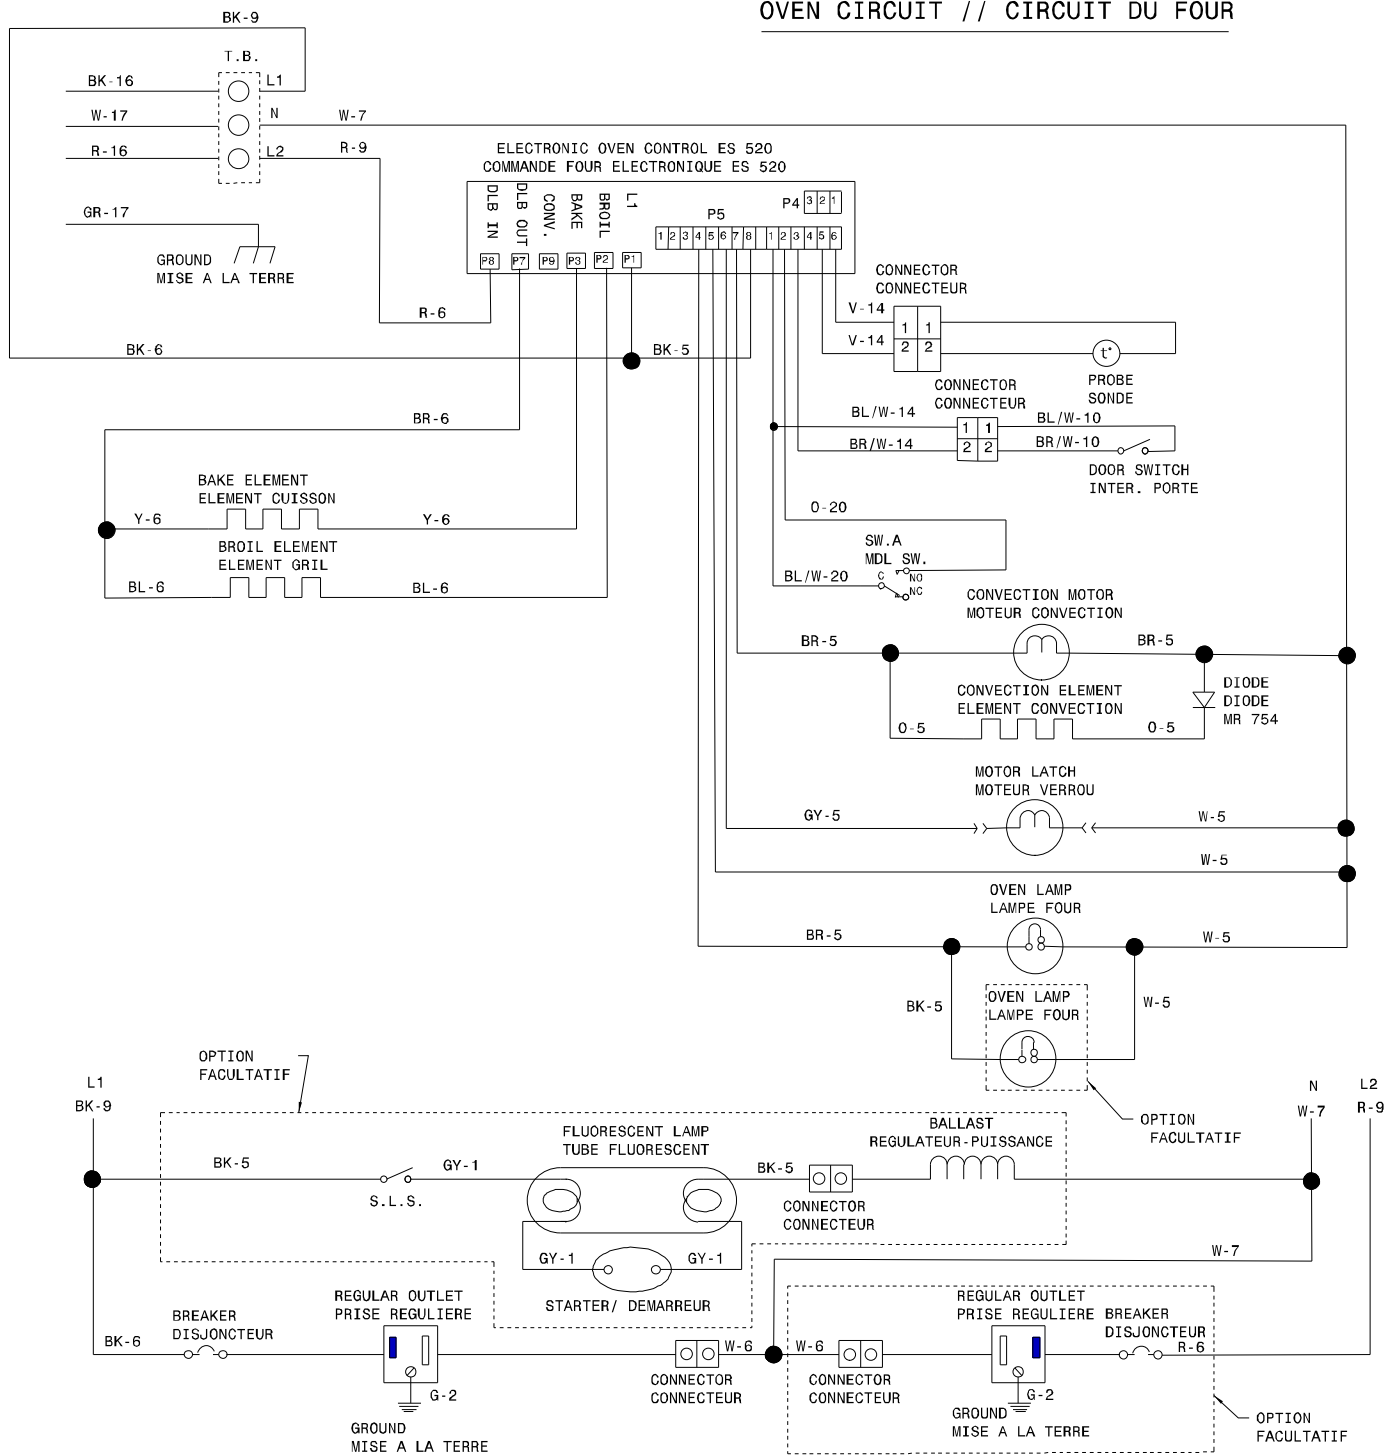 OVEN CIRCUIT // CIRCUIT DU FOUR
BK-9
T.B.
BK-16
L1
W-17
N
W-7
R-16
L2
R-9
GR-17
GROUND
MISE A LA TERRE
ELECTRONIC OVEN CONTROL ES 520
COMMANDE FOUR ELECTRONIQUE ES 520
DLB IN
DLB OUT
CONV.
BAKE
BROIL
L1
P5
P4
3 2 1
1 2 3 4 5 6 7 8 1 2 3 4 5 6
P8
P7
P9
P3
P2
P1
CONNECTOR
CONNECTEUR
R-6
V-14
1 1
V-14
2 2
t°
BK-6
BK-5
PROBE
SONDE
CONNECTOR
CONNECTEUR
BR-6
BL/W-14
1 1
BL/W-10
BR/W-14
2 2
BR/W-10
DOOR SWITCH
INTER. PORTE
BAKE ELEMENT
ELEMENT CUISSON
Y-6
Y-6
BROIL ELEMENT
ELEMENT GRIL
BL-6
BL-6
O-20
SW.A
MDL SW.
BL/W-20
C
NO
NC
CONVECTION MOTOR
MOTEUR CONVECTION
BR-5
BR-5
CONVECTION ELEMENT
ELEMENT CONVECTION
O-5
O-5
DIODE
DIODE
MR 754
MOTOR LATCH
MOTEUR VERROU
GY-5
W-5
W-5
OVEN LAMP
LAMPE FOUR
BR-5
W-5
BK-5
OVEN LAMP
LAMPE FOUR
W-5
OPTION
FACULTATIF
OPTION
FACULTATIF
L1
BK-9
N
W-7
L2
R-9
FLUORESCENT LAMP
TUBE FLUORESCENT
BALLAST
REGULATEUR-PUISSANCE
BK-5
GY-1
BK-5
S.L.S.
CONNECTOR
CONNECTEUR
GY-1
GY-1
STARTER/ DEMARREUR
W-7
BREAKER
DISJONCTEUR
REGULAR OUTLET
PRISE REGULIERE
REGULAR OUTLET
PRISE REGULIERE
BREAKER
DISJONCTEUR
BK-6
W-6
W-6
R-6
CONNECTOR
CONNECTEUR
CONNECTOR
CONNECTEUR
G-2
GROUND
MISE A LA TERRE
G-2
GROUND
MISE A LA TERRE
OPTION
FACULTATIF